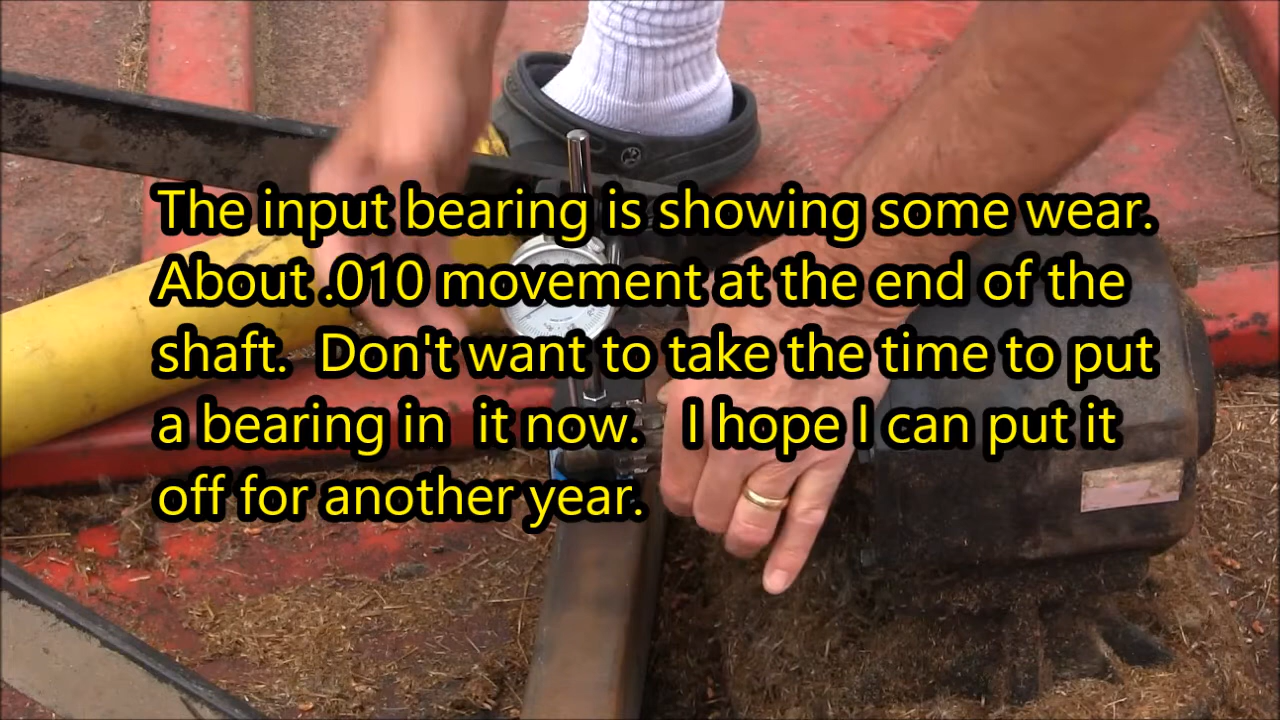 The input bearing is showing some wear.
About .010 movement at the end of the
shaft.  Don't want to take the time to put
a bearing in  it now.   I hope I can put it
off for another year.